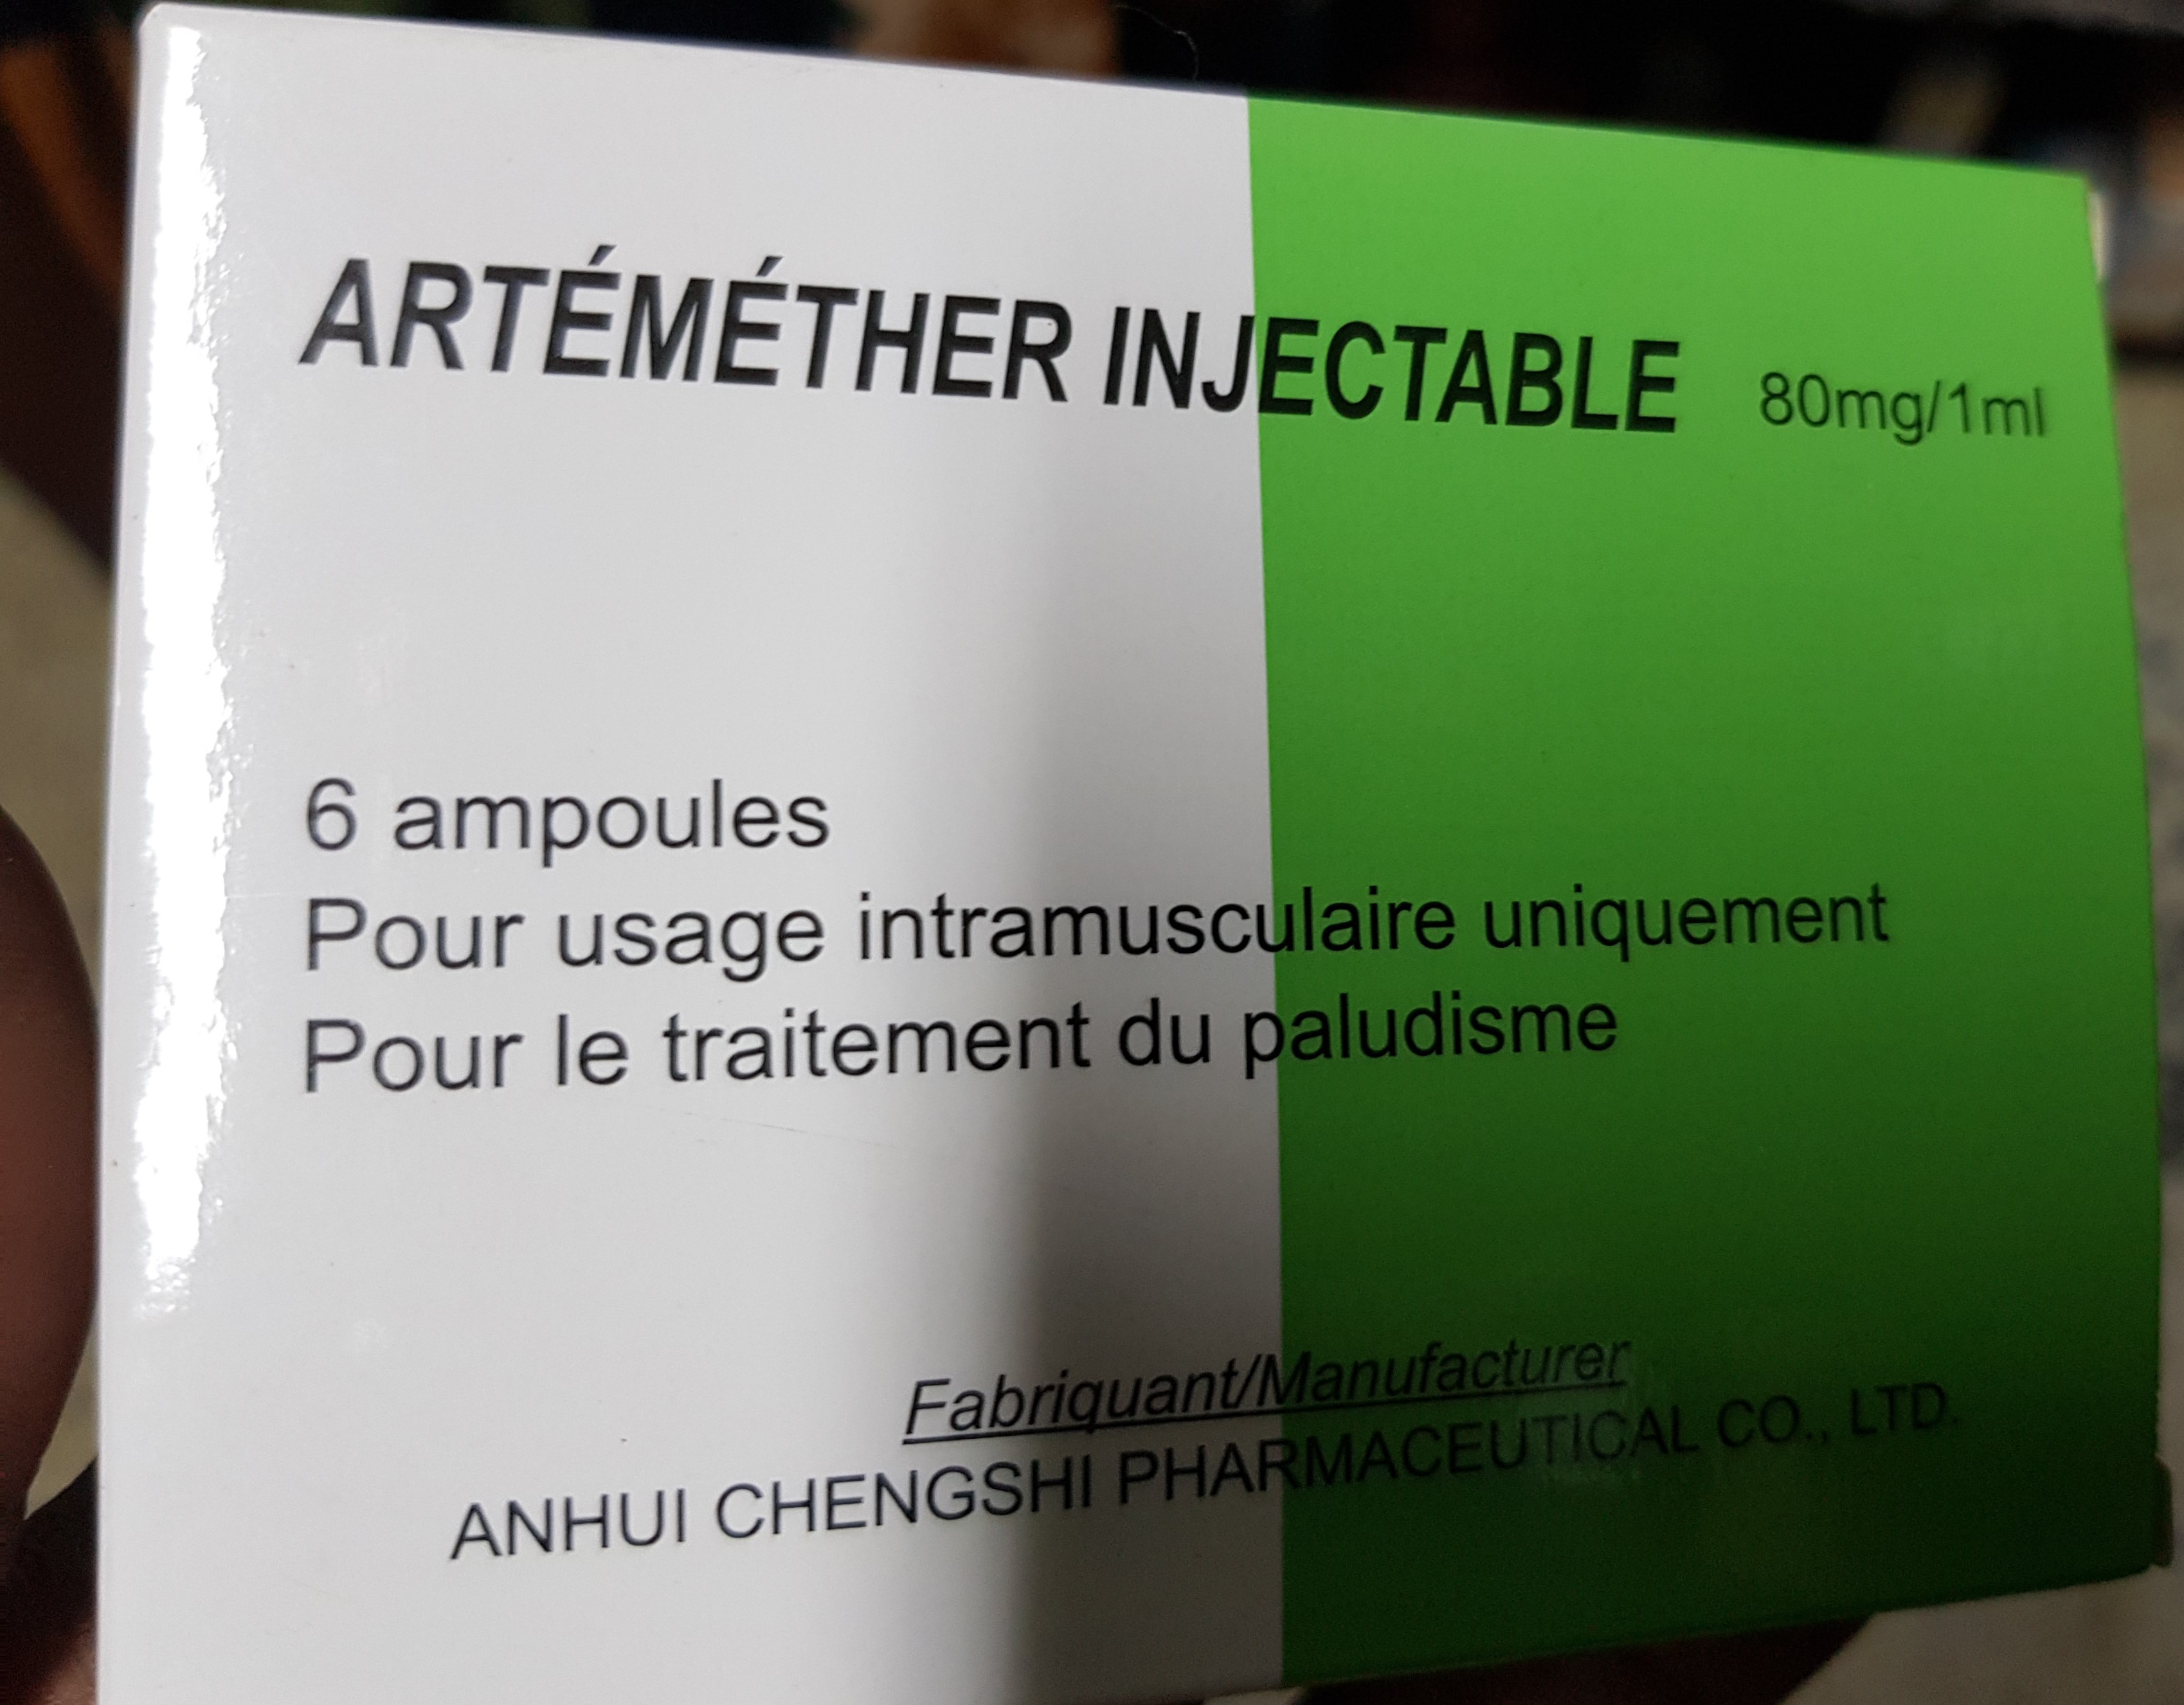 ARTÉMÉTHER INJECTABLE 80mg/1ml
6 ampoules
Pour usage intramusculaire uniquement
Pour le traitement du paludisme
Fabriquant/Manufacturer
ANHUI CHENGSHI PHARMACEUTICAL CO., LTD.